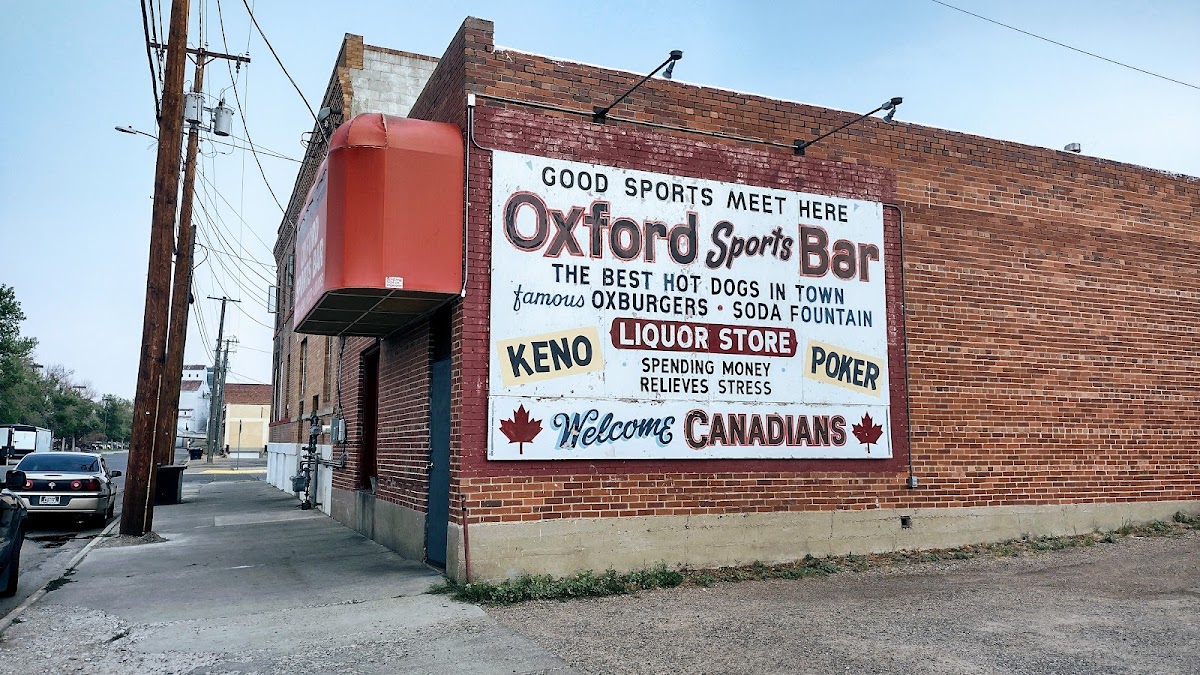 GOOD SPORTS MEET HERE
Oxford Sports Bar
THE BEST HOT DOGS IN TOWN
famous OXBURGERS · SODA FOUNTAIN
LIQUOR STORE
KENO
SPENDING MONEY
RELIEVES STRESS
POKER
Welcome CANADIANS